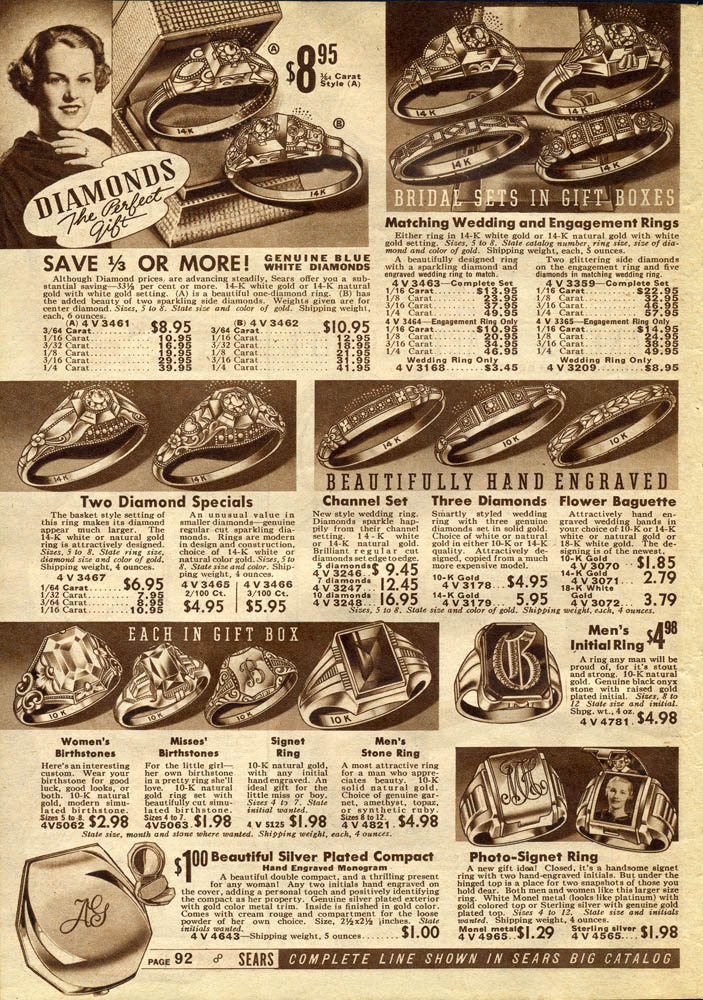 $8.95
3/64 Carat
Style (A)
A
B
14K
14K
DIAMONDS
The Perfect
Gift
SAVE ⅓ OR MORE! GENUINE BLUE
WHITE DIAMONDS
Although Diamond prices are advancing steadily, Sears offer you a sub-
stantial saving—33⅓ per cent or more. 14-K white gold or 14-K natural
gold with white gold setting. (A) is a beautiful one-diamond ring. (B) has
the added beauty of two sparkling side diamonds. Weights given are for
center diamond. Sizes, 5 to 8. State size and color of gold. Shipping weight,
each, 6 ounces.
(A) 4 V 3461
3/64 Carat $8.95
1/16 Carat 10.95
3/32 Carat 16.95
1/8 Carat 19.95
3/16 Carat 29.95
1/4 Carat 39.95
(B) 4 V 3462
3/64 Carat $10.95
1/16 Carat 12.95
3/32 Carat 18.95
1/8 Carat 21.95
3/16 Carat 31.95
1/4 Carat 41.95
14K
14K
14K
14K
BRIDAL SETS IN GIFT BOXES
Matching Wedding and Engagement Rings
Either ring in 14-K white gold or 14-K natural gold with white
gold setting. Sizes, 5 to 8. State catalog number, ring size, size of dia-
mond and color of gold. Shipping weight, each, 5 ounces.
A beautifully designed ring
with a sparkling diamond and
engraved wedding ring to match.
4 V 3463—Complete Set
1/16 Carat $13.95
1/8 Carat 23.95
3/16 Carat 37.95
1/4 Carat 49.95
4 V 3464—Engagement Ring Only
1/16 Carat $10.95
1/8 Carat 20.95
3/16 Carat 34.95
1/4 Carat 46.95
Wedding Ring Only
4 V 3168 $3.45
Two glittering side diamonds
on the engagement ring and five
diamonds in matching wedding ring.
4 V 3359—Complete Set
1/16 Carat $22.95
1/8 Carat 32.95
3/16 Carat 46.95
1/4 Carat 57.95
4 V 3365—Engagement Ring Only
1/16 Carat $14.95
1/8 Carat 24.95
3/16 Carat 38.95
1/4 Carat 49.95
Wedding Ring Only
4 V 3209 $8.95
14K
14K
Two Diamond Specials
The basket style setting of
this ring makes its diamond
appear much larger. The
14-K white or natural gold
ring is attractively designed.
Sizes, 5 to 8. State ring size,
diamond size and color of gold.
Shipping weight, 4 ounces.
4 V 3467
1/64 Carat $6.95
1/32 Carat 7.95
3/64 Carat 8.95
1/16 Carat 10.95
An unusual value in
smaller diamonds—genuine
regular cut sparkling dia-
monds. Rings are modern
in design and construction,
choice of 14-K white or
natural color gold. Sizes, 5 to
8. State size and color. Ship-
ping weight, 4 ounces.
4 V 3465 4 V 3466
2/100 Ct. 3/100 Ct.
$4.95 $5.95
14 K
10K
10K
BEAUTIFULLY HAND ENGRAVED
Channel Set
New style wedding ring.
Diamonds sparkle hap-
pily from their channel
setting. 14-K white
or 14-K natural gold.
Brilliant regular cut
diamonds set edge to edge.
5 diamonds
4 V 3246 $9.45
7 diamonds
4 V 3247 12.45
10 diamonds
4 V 3248 16.95
Three Diamonds
Smartly styled wedding
ring with three genuine
diamonds set in solid gold.
Choice of white or natural
gold in either 10-K or 14-K
quality. Attractively de-
signed, copied from a much
more expensive model.
10-K Gold
4 V 3178 $4.95
14-K Gold
4 V 3179 5.95
Flower Baguette
Attractively hand en-
graved wedding bands in
your choice of 10-K or 14-K
white or natural gold or
18-K white gold. The de-
signing is of the newest.
10-K Gold
4 V 3070 $1.85
14-K Gold
4 V 3071 2.79
18-K White
Gold
4 V 3072 3.79
Sizes, 5 to 8. State size and color of gold. Shipping weight, each, 4 ounces.
EACH IN GIFT BOX
10K
10K
10K
10K
Women's
Birthstones
Here's an interesting
custom. Wear your
birthstone for good
luck, good looks, or
both. 10-K natural
gold, modern simu-
lated birthstone.
Sizes 5 to 8.
4V5062 $2.98
Misses'
Birthstones
For the little girl—
her own birthstone
in a pretty ring she'll
love. 10-K natural
gold ring set with
beautifully cut simu-
lated birthstone.
Sizes 4 to 7.
4V5063 $1.98
Signet
Ring
10-K natural gold,
with any initial
hand engraved. An
ideal gift for the
little miss or boy.
Sizes 4 to 7. State
initial wanted.
4 V 5125 $1.98
Men's
Stone Ring
A most attractive ring
for a man who appre-
ciates beauty. 10-K
solid natural gold.
Choice of genuine gar-
net, amethyst, topaz,
or synthetic ruby.
Sizes 8 to 12.
4 V 4821 $4.98
State size, month and stone where wanted. Shipping weight, each, 4 ounces.
G
Men's
Initial Ring $4.98
A ring any man will be
proud of, for it's stout
and strong. 10-K natural
gold. Genuine black onyx
stone with raised gold
plated initial. Sizes, 8 to
12. State size and initial.
Shpg. wt., 4 oz.
4 V 4781 $4.98
Photo-Signet Ring
A new gift idea! Closed, it's a handsome signet
ring with two hand-engraved initials. But under the
hinged top is a place for two snapshots of those you
hold dear. Both men and women like this larger size
ring. White Monel metal (looks like platinum) with
gold colored top or Sterling silver with genuine gold
plated top. Sizes 4 to 12. State size and initials
wanted. Shipping weight, 4 ounces.
Monel metal
4 V 4965 $1.29
Sterling silver
4 V 4565 $1.98
$1.00 Beautiful Silver Plated Compact
Hand Engraved Monogram
A beautiful double compact, and a thrilling present
for any woman! Any two initials hand engraved on
the cover, adding a personal touch and positively identifying
the compact as her property. Genuine silver plated exterior
with gold color metal trim. Inside is finished in gold color.
Comes with cream rouge and compartment for the loose
powder of her own choice. Size, 2½x2½ inches. State
initials wanted.
4 V 4643—Shipping weight, 5 ounces $1.00
PAGE 92 SEARS COMPLETE LINE SHOWN IN SEARS BIG CATALOG